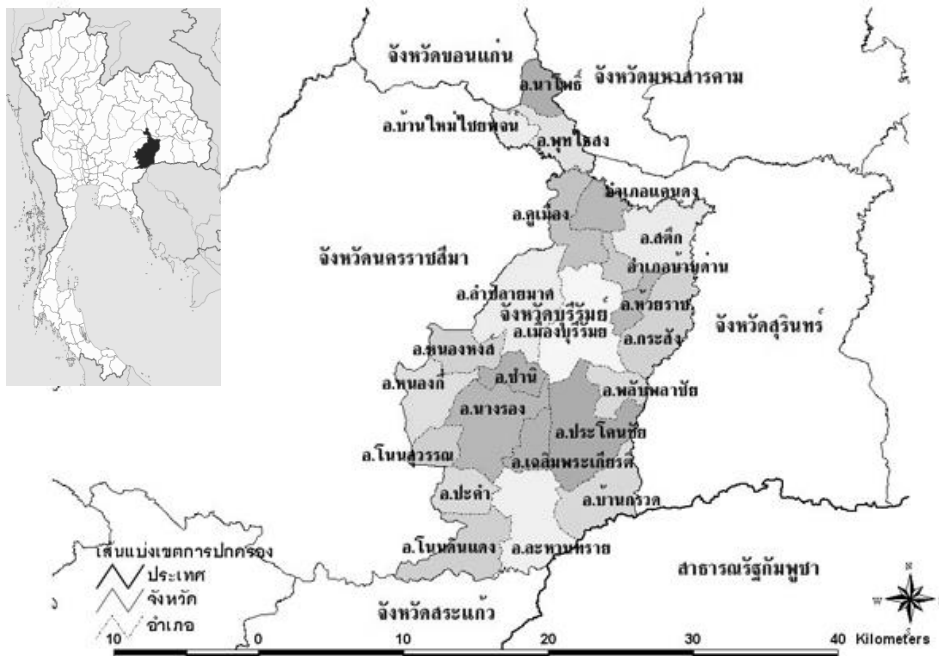 จังหวัดขอนแก่น
จังหวัดมหาสารคาม
อ.นาโพธิ์
อ.บ้านใหม่ไชยพจน์
อ.พุทไธสง
อำเภอแคนดง
อ.คูเมือง
อ.สตึก
จังหวัดนครราชสีมา
อำเภอบ้านด่าน
อ.ลำปลายมาศ
อ.ห้วยราช
จังหวัดบุรีรัมย์
จังหวัดสุรินทร์
อ.เมืองบุรีรัมย์
อ.กระสัง
อ.หนองหงส์
อ.หนองกี่
อ.ชำนิ
อ.พลับพลาชัย
อ.นางรอง
อ.ประโคนชัย
อ.โนนสุวรรณ
อ.เฉลิมพระเกียรติ
อ.ปะคำ
อ.บ้านกรวด
อ.โนนดินแดง
อ.ละหานทราย
เส้นแบ่งเขตการปกครอง
ประเทศ
จังหวัด
อำเภอ
สาธารณรัฐกัมพูชา
จังหวัดสระแก้ว
10 0 10 20 30 40 Kilometers